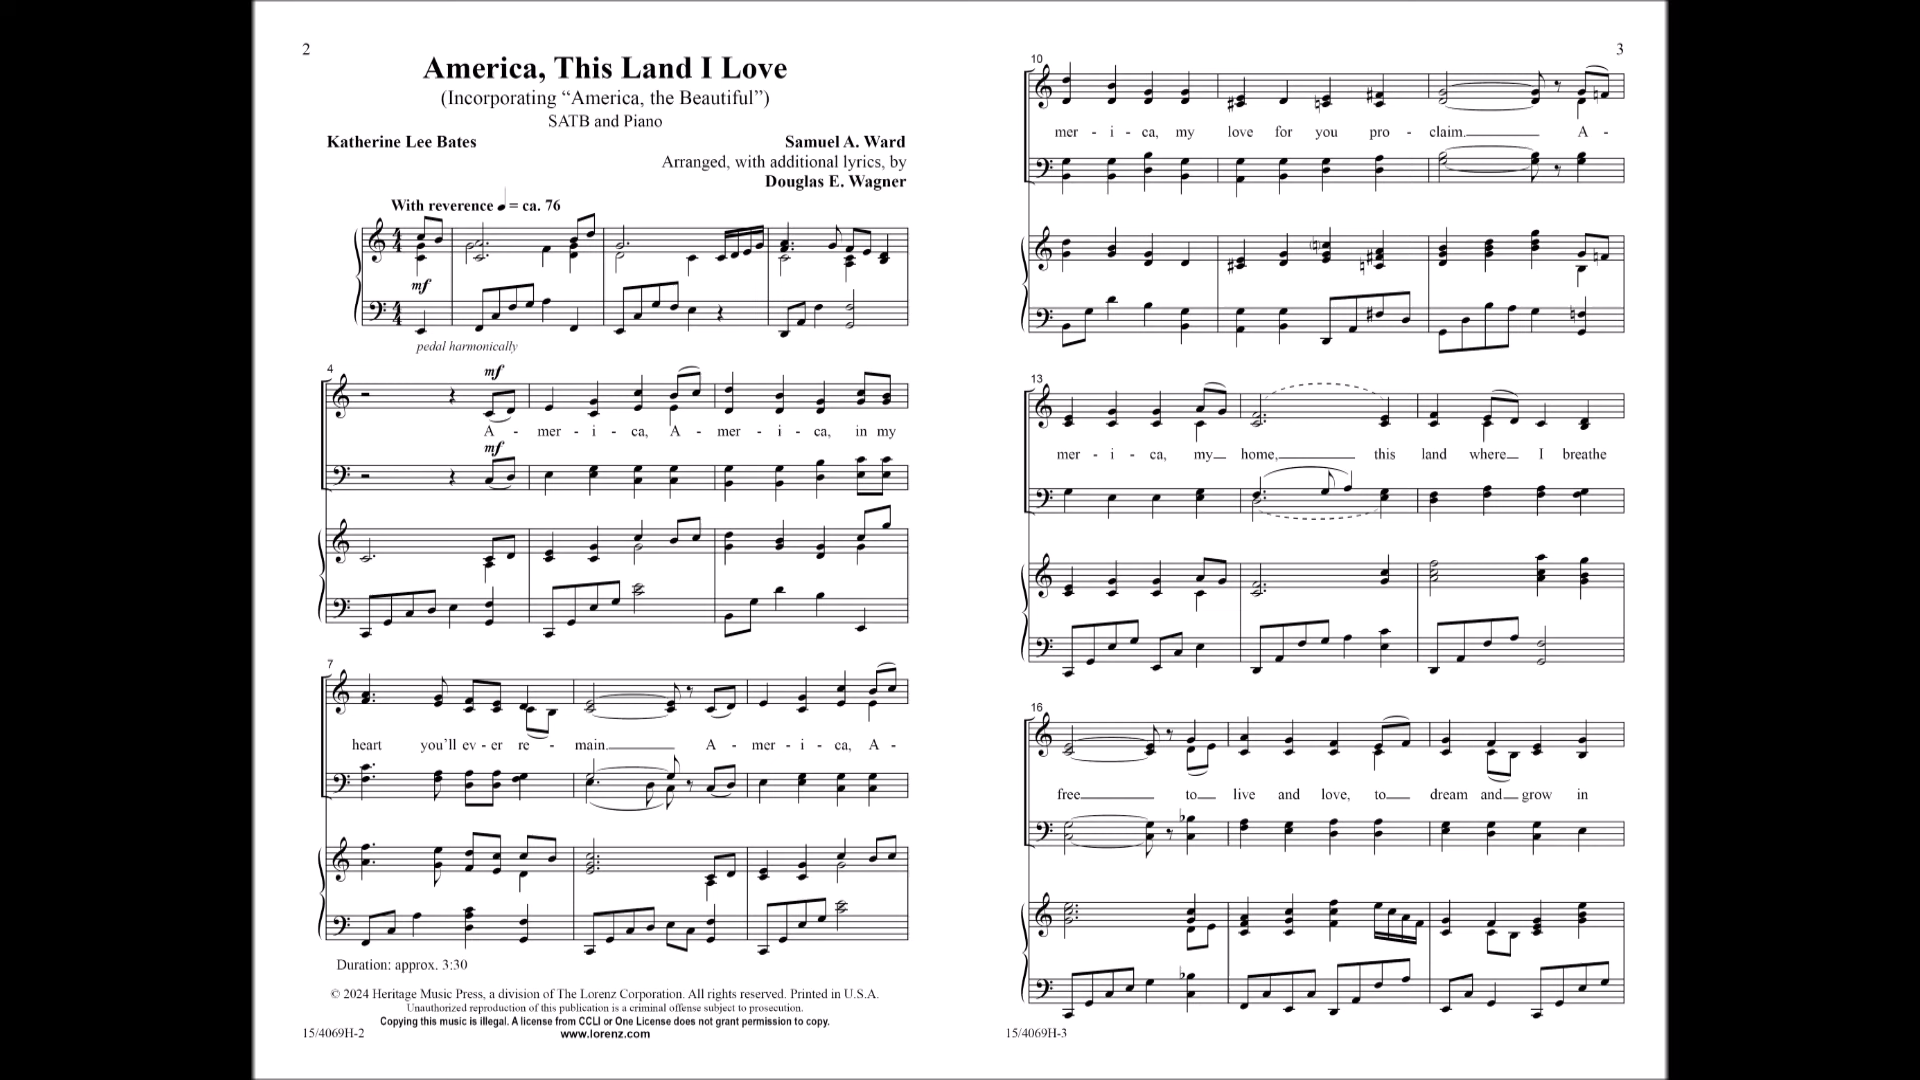 2
America, This Land I Love
(Incorporating “America, the Beautiful”)
SATB and Piano
Katherine Lee Bates
Samuel A. Ward
Arranged, with additional lyrics, by
Douglas E. Wagner
With reverence ♩ = ca. 76
mf
pedal harmonically
4
mf
A - mer - i - ca, A - mer - i - ca, in my
mf
7
heart you’ll ev - er re - main. A - mer - i - ca, A -
Duration: approx. 3:30
© 2024 Heritage Music Press, a division of The Lorenz Corporation. All rights reserved. Printed in U.S.A.
Unauthorized reproduction of this publication is a criminal offense subject to prosecution.
Copying this music is illegal. A license from CCLI or One License does not grant permission to copy.
www.lorenz.com
15/4069H-2
3
10
mer - i - ca, my love for you pro - claim. A -
13
mer - i - ca, my home, this land where I breathe
16
free to live and love, to dream and grow in
15/4069H-3